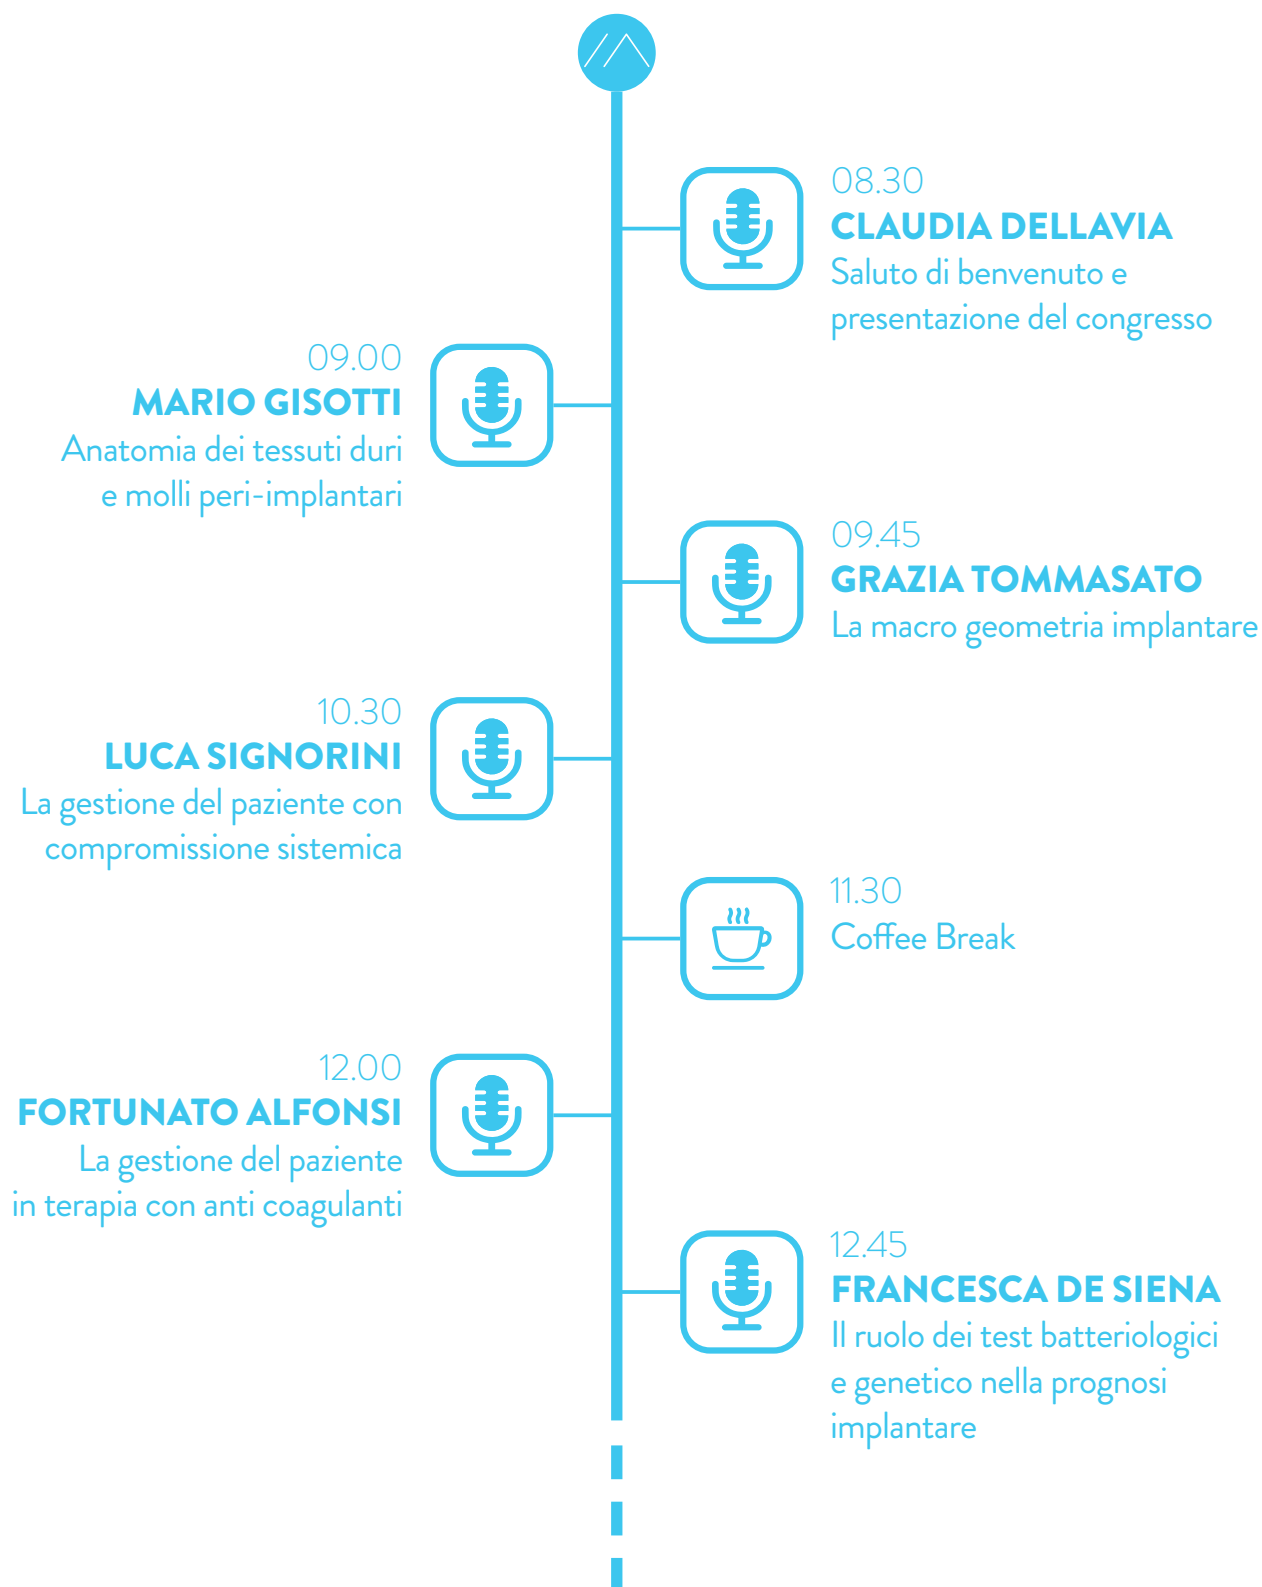 08.30
CLAUDIA DELLAVIA
Saluto di benvenuto e
presentazione del congresso
09.00
MARIO GISOTTI
Anatomia dei tessuti duri
e molli peri-implantari
09.45
GRAZIA TOMMASATO
La macro geometria implantare
10.30
LUCA SIGNORINI
La gestione del paziente con
compromissione sistemica
11.30
Coffee Break
12.00
FORTUNATO ALFONSI
La gestione del paziente
in terapia con anti coagulanti
12.45
FRANCESCA DE SIENA
Il ruolo dei test batteriologici
e genetico nella prognosi
implantare